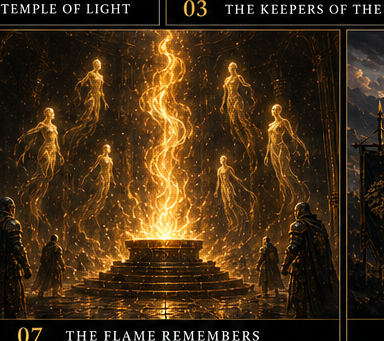 TEMPLE OF LIGHT
03 THE KEEPERS OF THE
07 THE FLAME REMEMBERS